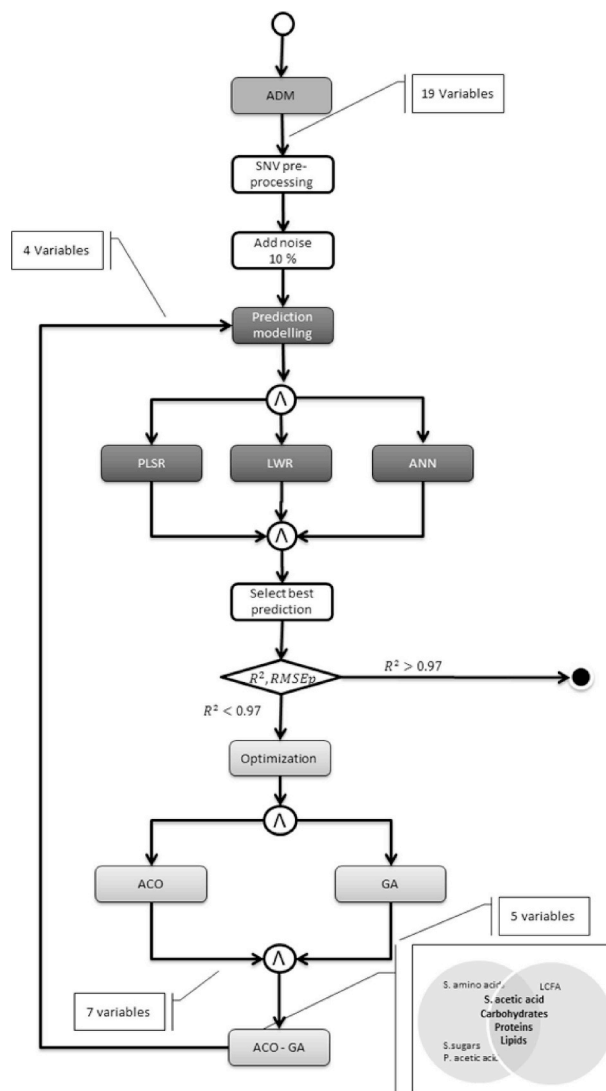 ADM
19 Variables
SNV pre-
processing
4 Variables
Add noise
10 %
Prediction
modelling
Λ
PLSR
LWR
ANN
Λ
Select best
prediction
R², RMSEp
R² > 0.97
R² < 0.97
Optimization
Λ
ACO
GA
5 variables
Λ
7 variables
S. amino acids
LCFA
S. acetic acid
Carbohydrates
Proteins
Lipids
S.sugars
P. acetic acid
ACO - GA